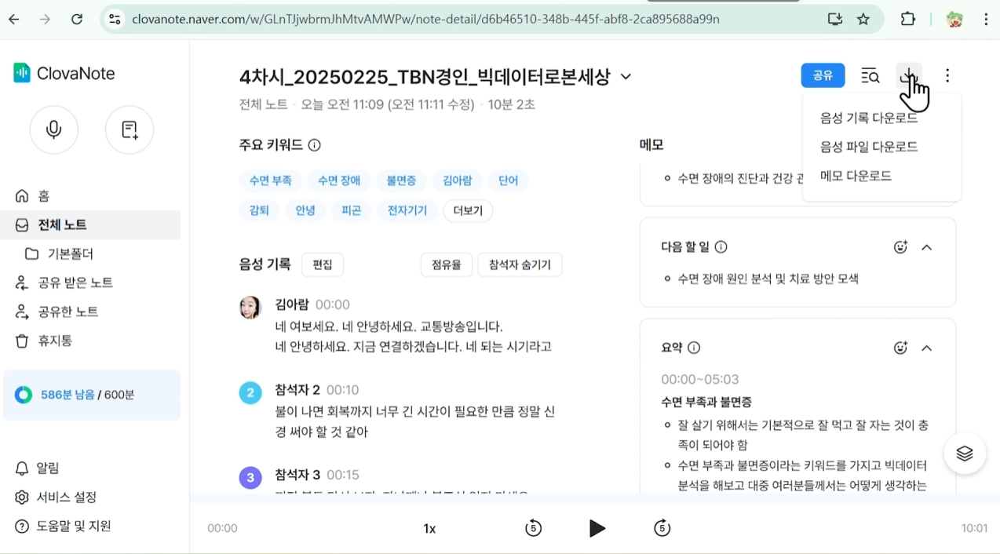 clovanote.naver.com/w/GLnTJjwbrmJhMtvAMWPw/note-detail/d6b46510-348b-445f-abf8-2ca895688a99n
ClovaNote
홈
전체 노트
기본폴더
공유 받은 노트
공유한 노트
휴지통
586분 남음 / 600분
알림
서비스 설정
도움말 및 지원
4차시_20250225_TBN경인_빅데이터로본세상
전체 노트 · 오늘 오전 11:09 (오전 11:11 수정) · 10분 2초
공유
음성 기록 다운로드
음성 파일 다운로드
메모 다운로드
주요 키워드
수면 부족 수면 장애 불면증 김아람 단어
감퇴 안녕 피곤 전자기기 더보기
음성 기록 편집 점유율 참석자 숨기기
김아람 00:00
네 여보세요. 네 안녕하세요. 교통방송입니다.
네 안녕하세요. 지금 연결하겠습니다. 네 되는 시기라고
2 참석자 2 00:10
불이 나면 회복까지 너무 긴 시간이 필요한 만큼 정말 신
경 써야 할 것 같아
3 참석자 3 00:15
메모
수면 장애의 진단과 건강 관
다음 할 일
수면 장애 원인 분석 및 치료 방안 모색
요약
00:00~05:03
수면 부족과 불면증
잘 살기 위해서는 기본적으로 잘 먹고 잘 자는 것이 충
족이 되어야 함
수면 부족과 불면증이라는 키워드를 가지고 빅데이터
분석을 해보고 대중 여러분들께서는 어떻게 생각하는
00:00 1x 5 5 10:01